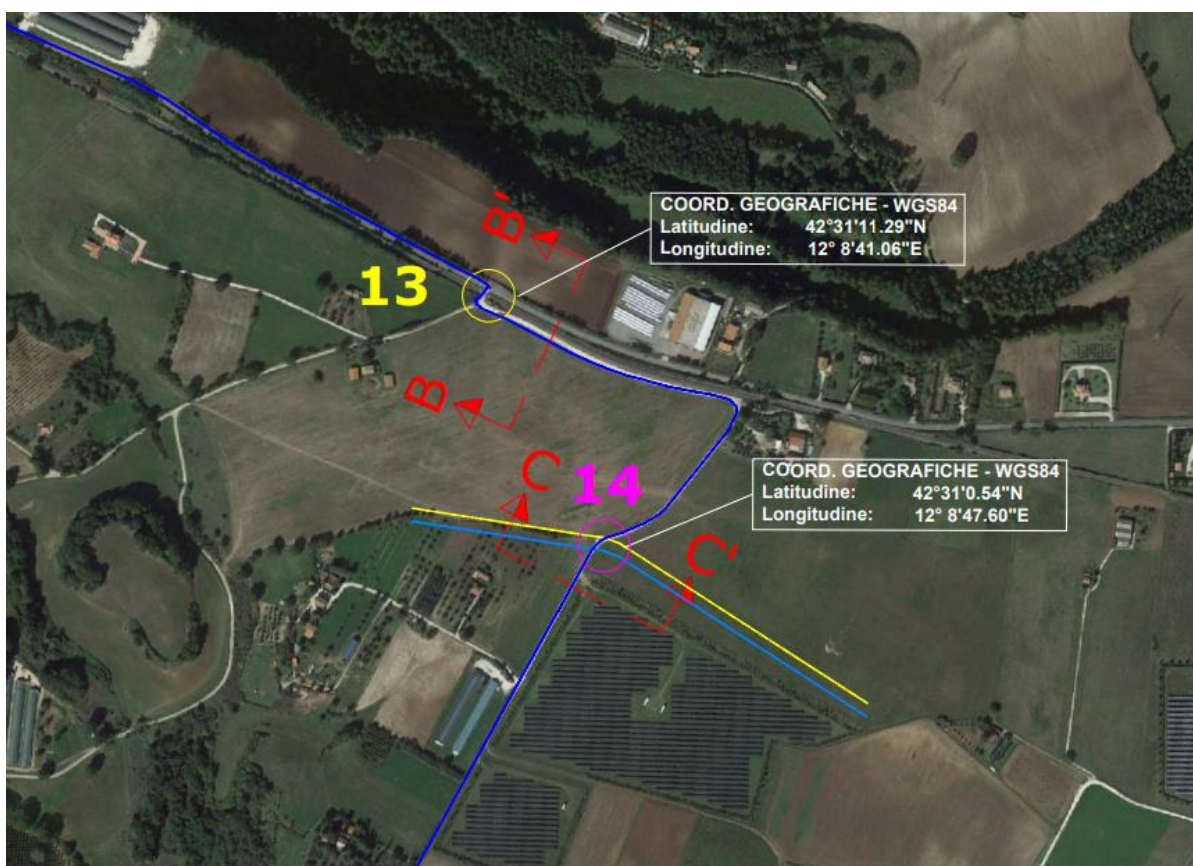 B'
COORD. GEOGRAFICHE - WGS84
Latitudine: 42°31'11.29"N
Longitudine: 12° 8'41.06"E
13
B
C
14
COORD. GEOGRAFICHE - WGS84
Latitudine: 42°31'0.54"N
Longitudine: 12° 8'47.60"E
C'